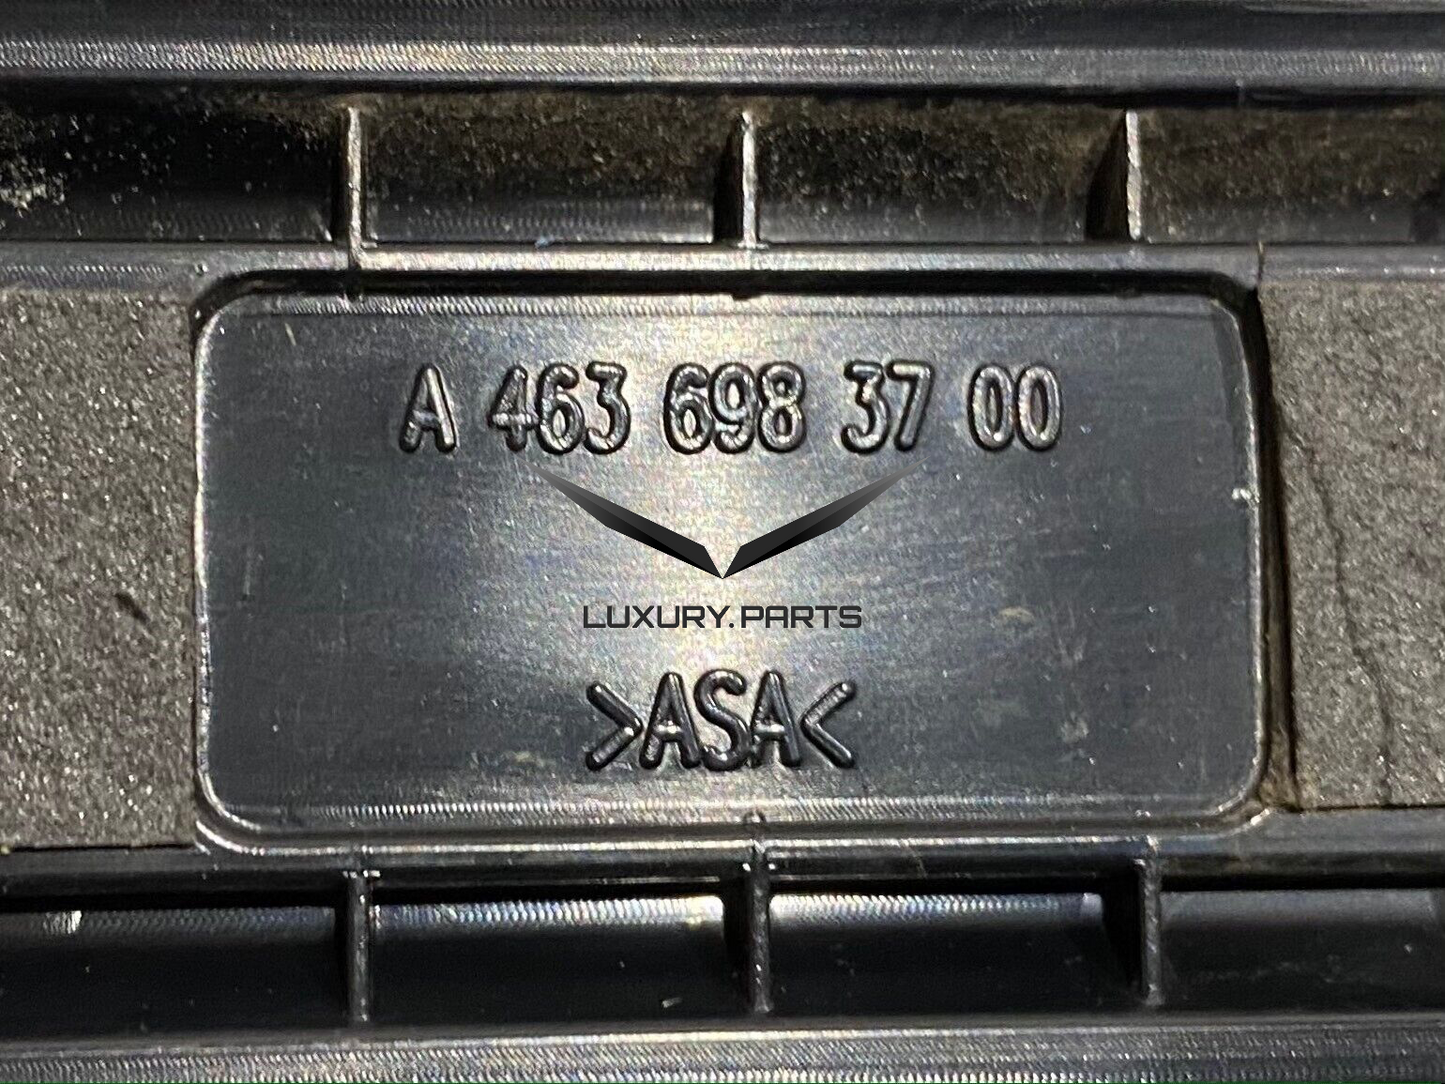 A 463 698 37 00
LUXURY.PARTS
>ASA<